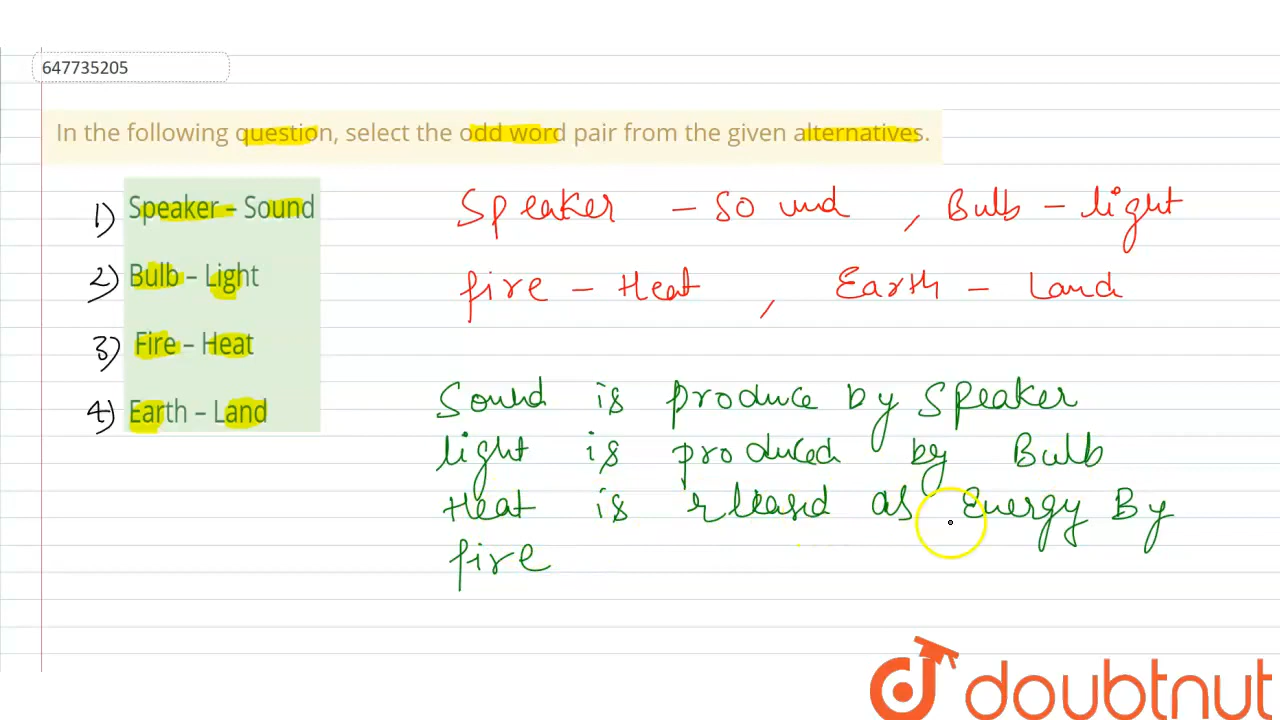 647735205
In the following question, select the odd word pair from the given alternatives.
1) Speaker – Sound
2) Bulb – Light
3) Fire – Heat
4) Earth – Land
Speaker – Sound , Bulb – light
fire – Heat , Earth – Land
Sound is produce by Speaker
light is produced by Bulb
Heat is released as Energy By
fire
doubtnut